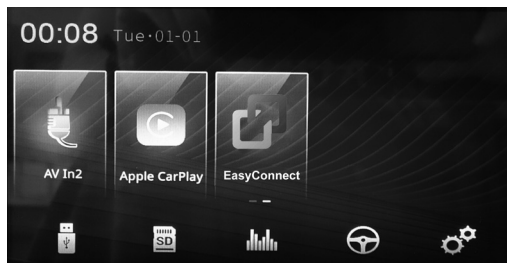 00:08 Tue•01-01
AV In2
Apple CarPlay
EasyConnect
SD